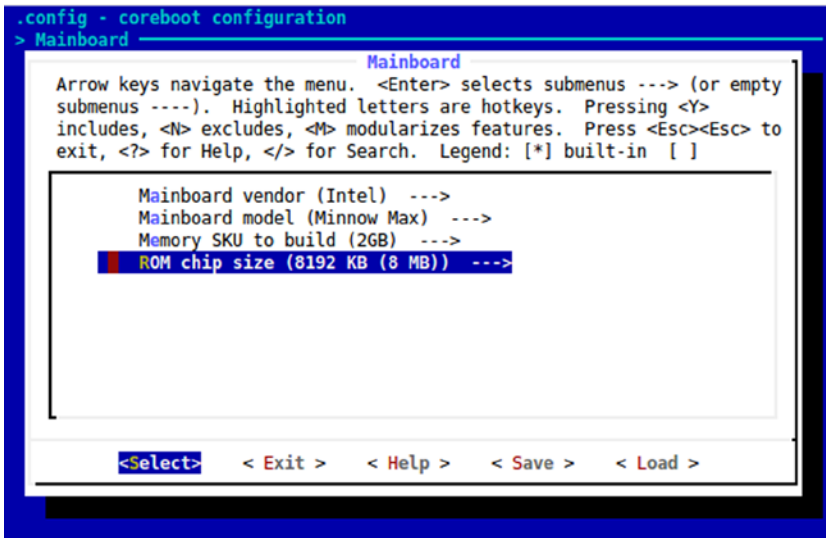 .config - coreboot configuration
> Mainboard
Mainboard
Arrow keys navigate the menu.  <Enter> selects submenus ---> (or empty
submenus ----).  Highlighted letters are hotkeys.  Pressing <Y>
includes, <N> excludes, <M> modularizes features.  Press <Esc><Esc> to
exit, <?> for Help, </> for Search.  Legend: [*] built-in  [ ]
Mainboard vendor (Intel)  --->
Mainboard model (Minnow Max)  --->
Memory SKU to build (2GB)  --->
ROM chip size (8192 KB (8 MB))  --->
<Select>    < Exit >    < Help >    < Save >    < Load >